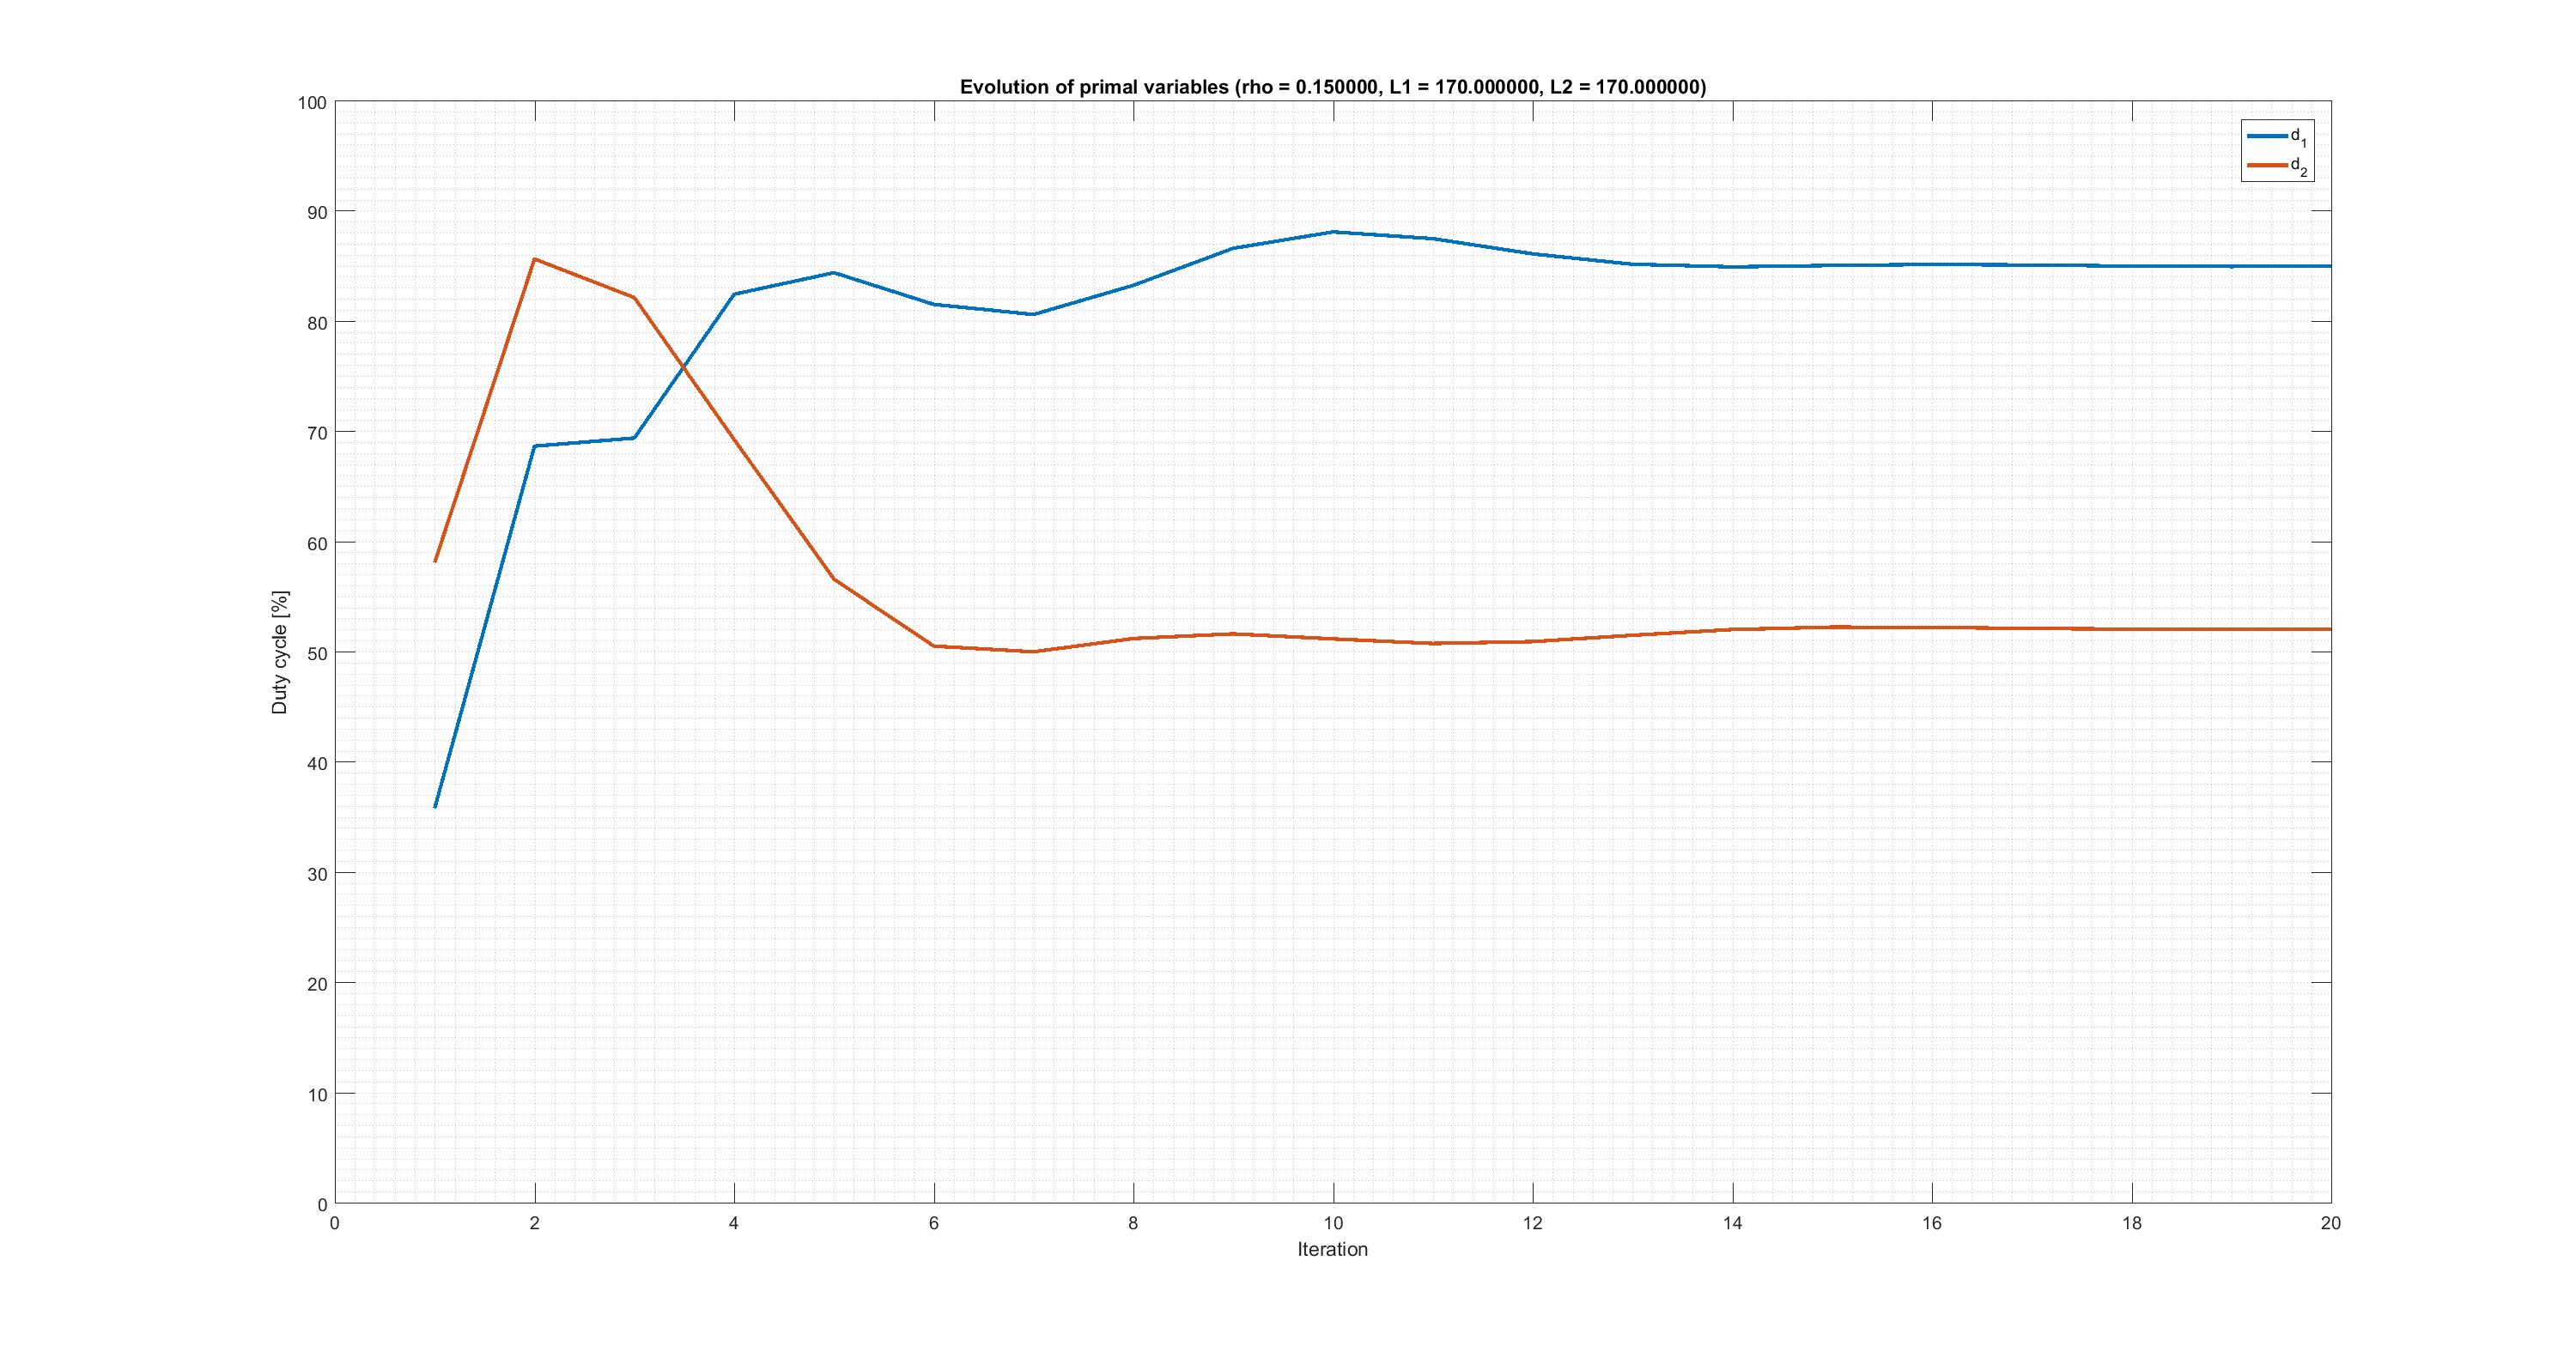 Evolution of primal variables (rho = 0.150000, L1 = 170.000000, L2 = 170.000000)
d1
d2
100
90
80
70
60
50
40
30
20
10
0
Duty cycle [%]
0 2 4 6 8 10 12 14 16 18 20
Iteration